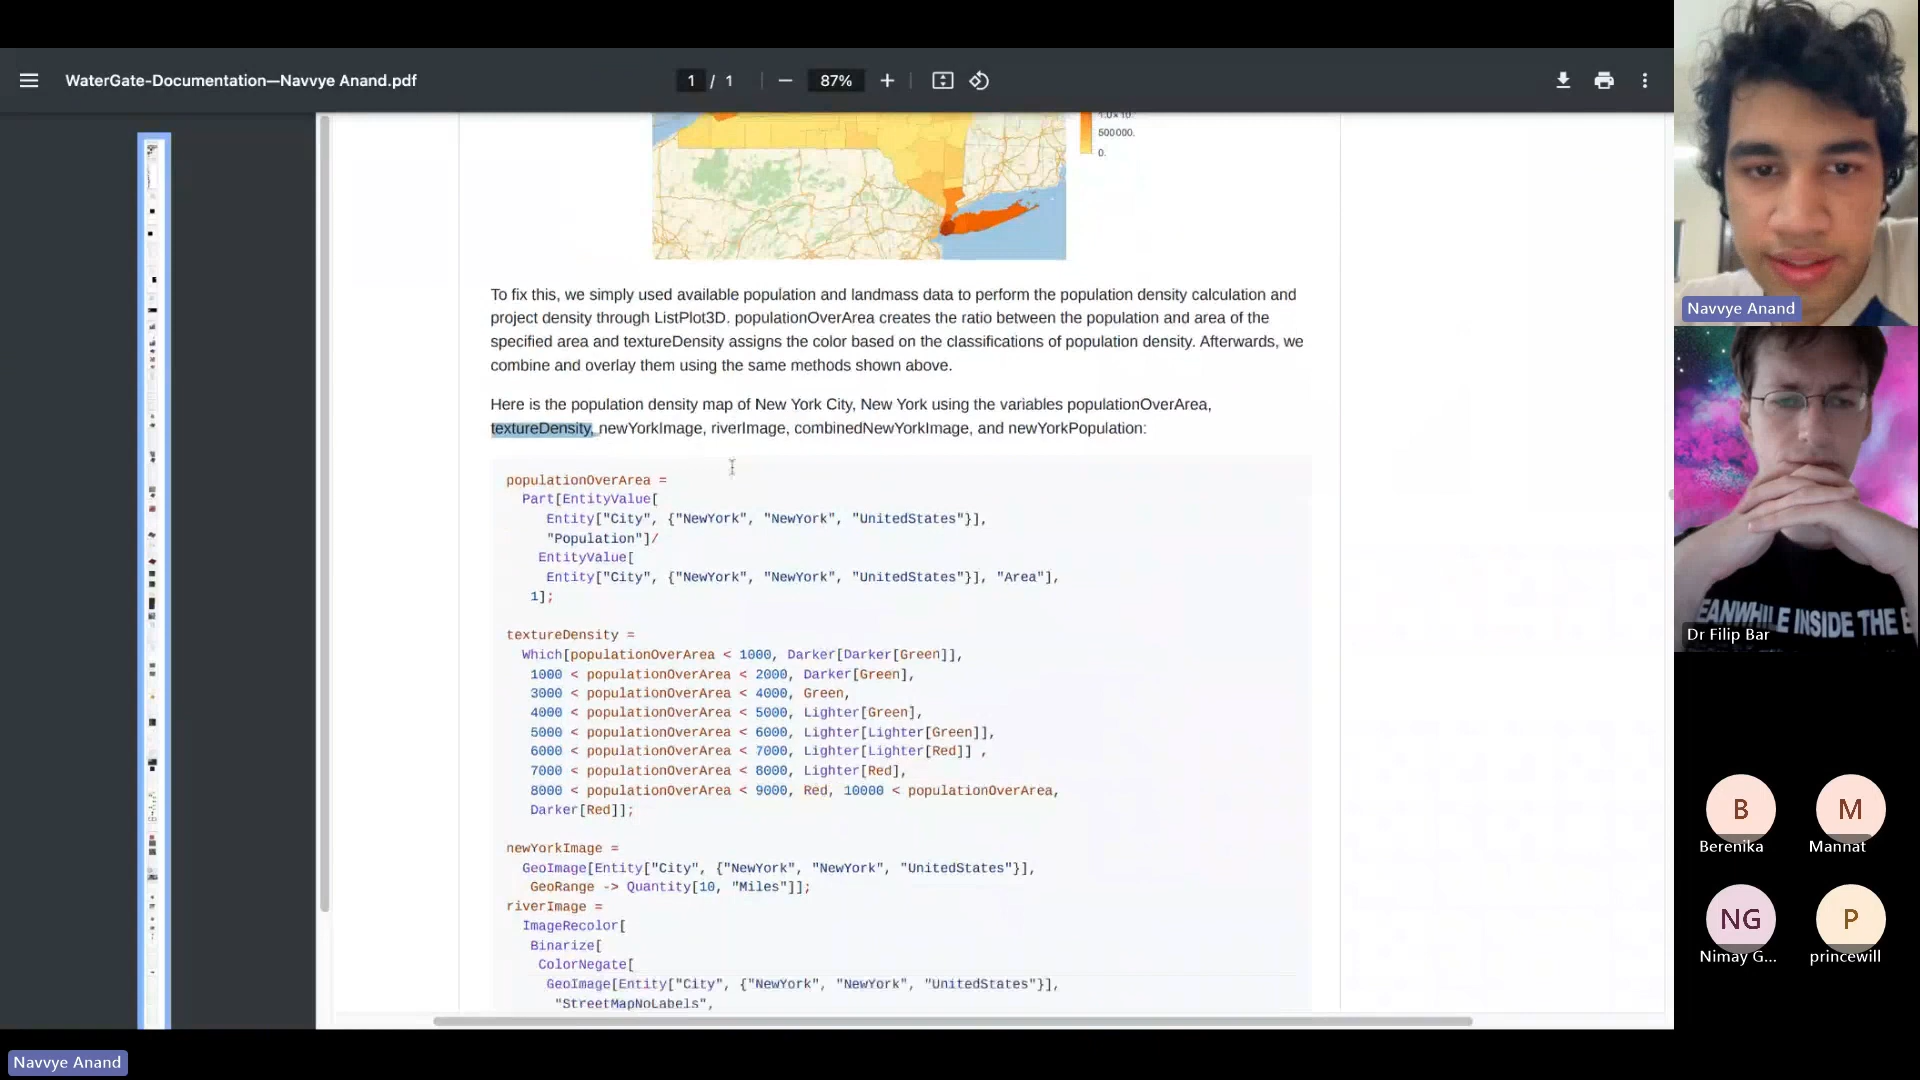 WaterGate-Documentation—Navvye Anand.pdf
1 / 1
87%
500000.
0.
To fix this, we simply used available population and landmass data to perform the population density calculation and
project density through ListPlot3D. populationOverArea creates the ratio between the population and area of the
specified area and textureDensity assigns the color based on the classifications of population density. Afterwards, we
combine and overlay them using the same methods shown above.
Here is the population density map of New York City, New York using the variables populationOverArea,
textureDensity, newYorkImage, riverImage, combinedNewYorkImage, and newYorkPopulation:
populationOverArea =
Part[EntityValue[
Entity["City", {"NewYork", "NewYork", "UnitedStates"}],
"Population"]/
EntityValue[
Entity["City", {"NewYork", "NewYork", "UnitedStates"}], "Area"],
1];
textureDensity =
Which[populationOverArea < 1000, Darker[Darker[Green]],
1000 < populationOverArea < 2000, Darker[Green],
3000 < populationOverArea < 4000, Green,
4000 < populationOverArea < 5000, Lighter[Green],
5000 < populationOverArea < 6000, Lighter[Lighter[Green]],
6000 < populationOverArea < 7000, Lighter[Lighter[Red]] ,
7000 < populationOverArea < 8000, Lighter[Red],
8000 < populationOverArea < 9000, Red, 10000 < populationOverArea,
Darker[Red]];
newYorkImage =
GeoImage[Entity["City", {"NewYork", "NewYork", "UnitedStates"}],
GeoRange -> Quantity[10, "Miles"]];
riverImage =
ImageRecolor[
Binarize[
ColorNegate[
GeoImage[Entity["City", {"NewYork", "NewYork", "UnitedStates"}],
"StreetMapNoLabels",
Navvye Anand
MEANWHILE INSIDE THE
Dr Filip Bar
B
M
Berenika
Mannat
NG
P
Nimay G...
princewill
Navvye Anand